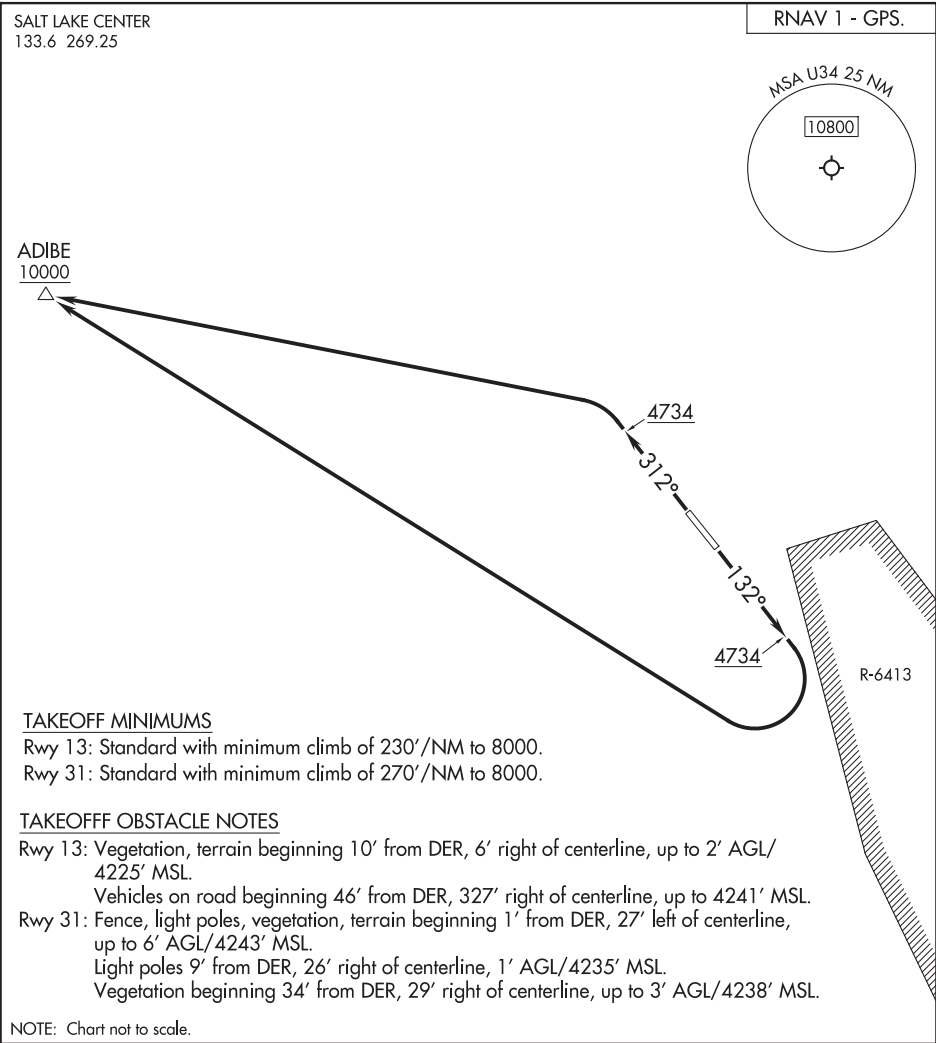 SALT LAKE CENTER
133.6 269.25
RNAV 1 - GPS.
MSA U34 25 NM
10800
ADIBE
10000
4734
312°
132°
4734
R-6413
TAKEOFF MINIMUMS
Rwy 13: Standard with minimum climb of 230'/NM to 8000.
Rwy 31: Standard with minimum climb of 270'/NM to 8000.
TAKEOFFF OBSTACLE NOTES
Rwy 13: Vegetation, terrain beginning 10' from DER, 6' right of centerline, up to 2' AGL/
4225' MSL.
Vehicles on road beginning 46' from DER, 327' right of centerline, up to 4241' MSL.
Rwy 31: Fence, light poles, vegetation, terrain beginning 1' from DER, 27' left of centerline,
up to 6' AGL/4243' MSL.
Light poles 9' from DER, 26' right of centerline, 1' AGL/4235' MSL.
Vegetation beginning 34' from DER, 29' right of centerline, up to 3' AGL/4238' MSL.
NOTE: Chart not to scale.